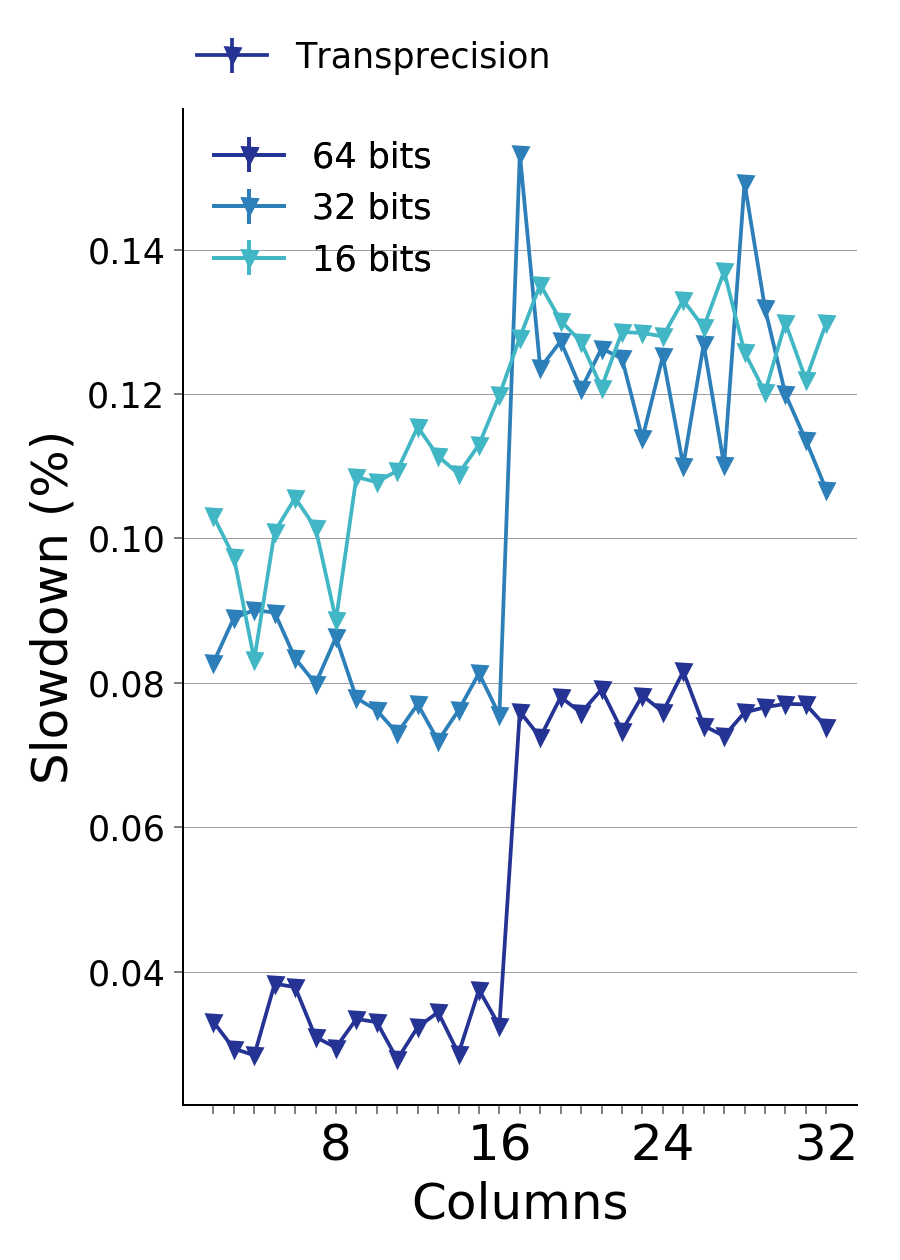 Transprecision
64 bits
32 bits
16 bits
0.14
0.12
0.10
0.08
0.06
0.04
Slowdown (%)
8 16 24 32
Columns